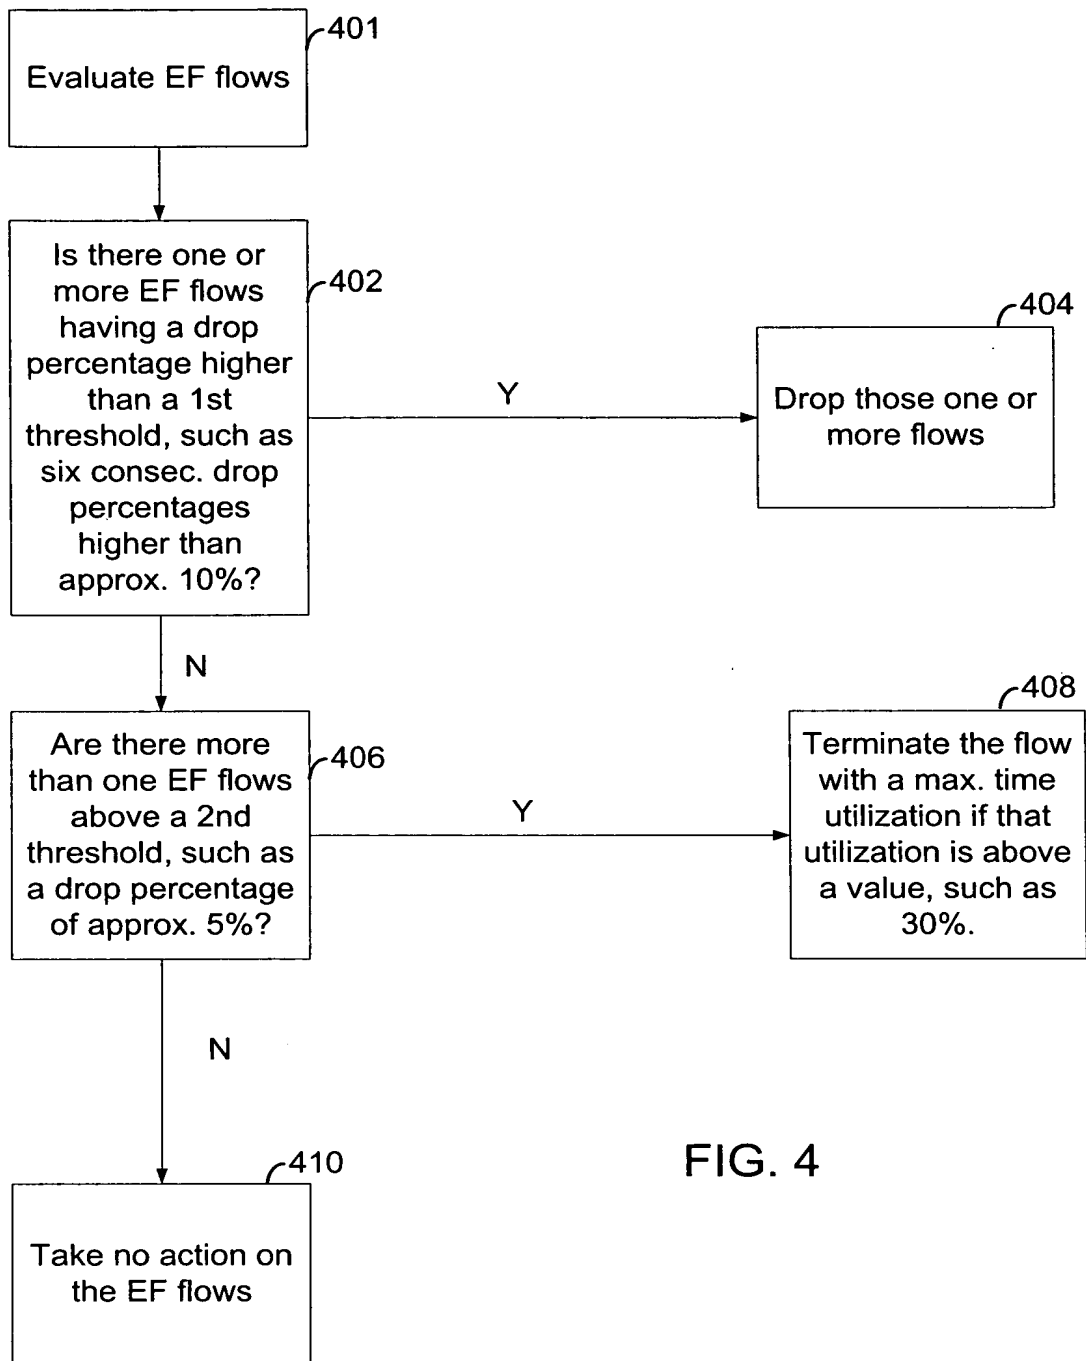 401
Evaluate EF flows
402
Is there one or
more EF flows
having a drop
percentage higher
than a 1st
threshold, such as
six consec. drop
percentages
higher than
approx. 10%?
Y
404
Drop those one or
more flows
N
406
Are there more
than one EF flows
above a 2nd
threshold, such as
a drop percentage
of approx. 5%?
Y
408
Terminate the flow
with a max. time
utilization if that
utilization is above
a value, such as
30%.
N
410
Take no action on
the EF flows
FIG. 4